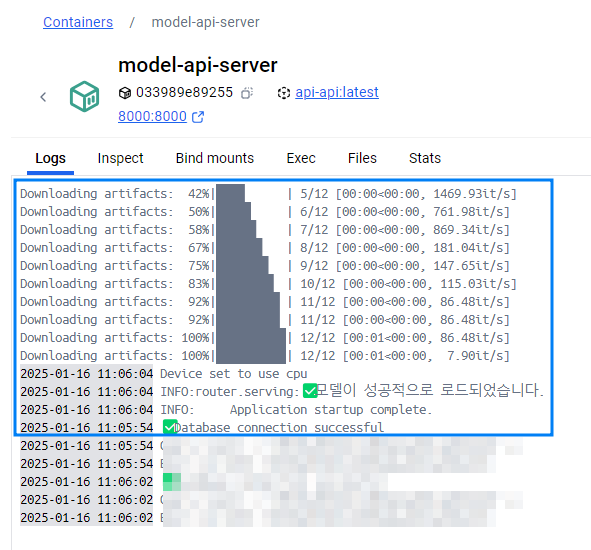 Containers / model-api-server
model-api-server
033989e89255 api-api:latest
8000:8000
Logs Inspect Bind mounts Exec Files Stats
Downloading artifacts: 42%| | 5/12 [00:00<00:00, 1469.93it/s]
Downloading artifacts: 50%| | 6/12 [00:00<00:00, 761.98it/s]
Downloading artifacts: 58%| | 7/12 [00:00<00:00, 869.34it/s]
Downloading artifacts: 67%| | 8/12 [00:00<00:00, 181.04it/s]
Downloading artifacts: 75%| | 9/12 [00:00<00:00, 147.65it/s]
Downloading artifacts: 83%| | 10/12 [00:00<00:00, 115.03it/s]
Downloading artifacts: 92%| | 11/12 [00:00<00:00, 86.48it/s]
Downloading artifacts: 92%| | 11/12 [00:00<00:00, 86.48it/s]
Downloading artifacts: 100%| | 12/12 [00:01<00:00, 86.48it/s]
Downloading artifacts: 100%| | 12/12 [00:01<00:00, 7.90it/s]
2025-01-16 11:06:04 Device set to use cpu
2025-01-16 11:06:04 INFO:router.serving:✅모델이 성공적으로 로드되었습니다.
2025-01-16 11:06:04 INFO: Application startup complete.
2025-01-16 11:05:54 ✅Database connection successful
2025-01-16 11:05:54
2025-01-16 11:05:54
2025-01-16 11:06:02
2025-01-16 11:06:02
2025-01-16 11:06:02